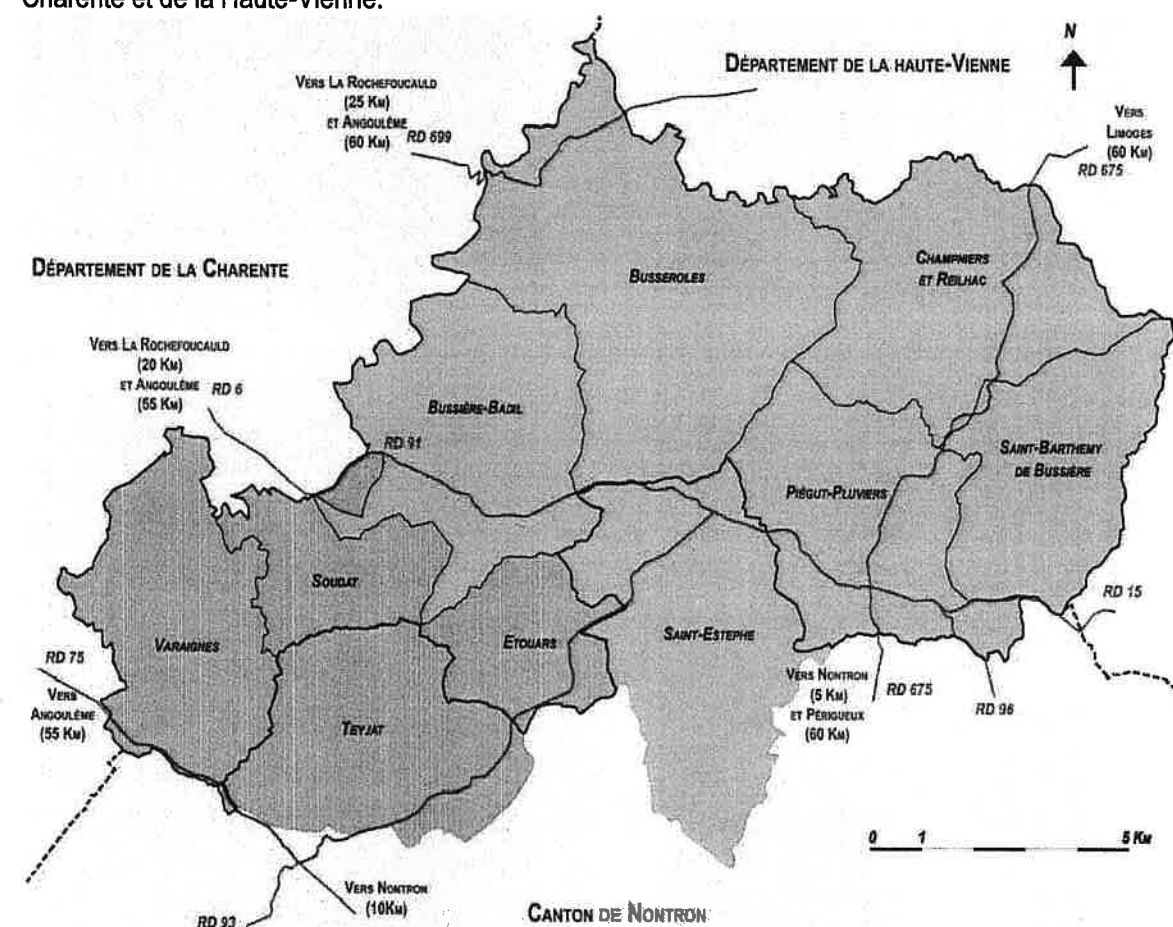 Charente et de la Haute-Vienne.
N
DÉPARTEMENT DE LA HAUTE-VIENNE
VERS LA ROCHEFOUCAULD
(25 KM)
ET ANGOULÊME
(60 KM)
RD 699
VERS
LIMOGES
(60 KM)
RD 675
DÉPARTEMENT DE LA CHARENTE
BUSSEROLES
CHAMPNIERS
ET REILHAC
VERS LA ROCHEFOUCAULD
(20 KM)
ET ANGOULÊME
(55 KM)
RD 6
BUSSIÈRE-BADIL
RD 91
SAINT-BARTHEMY
DE BUSSIÈRE
PIÉGUT-PLUVIERS
SOUDAT
RD 15
VARAIGNES
ETOUARS
SAINT-ESTEPHE
RD 75
VERS
ANGOULÊME
(55 KM)
VERS NONTRON
(5 KM)
ET PÉRIGUEUX
(60 KM)
RD 675
RD 96
TEYJAT
0 1 5 KM
VERS NONTRON
(10KM)
RD 93
CANTON DE NONTRON